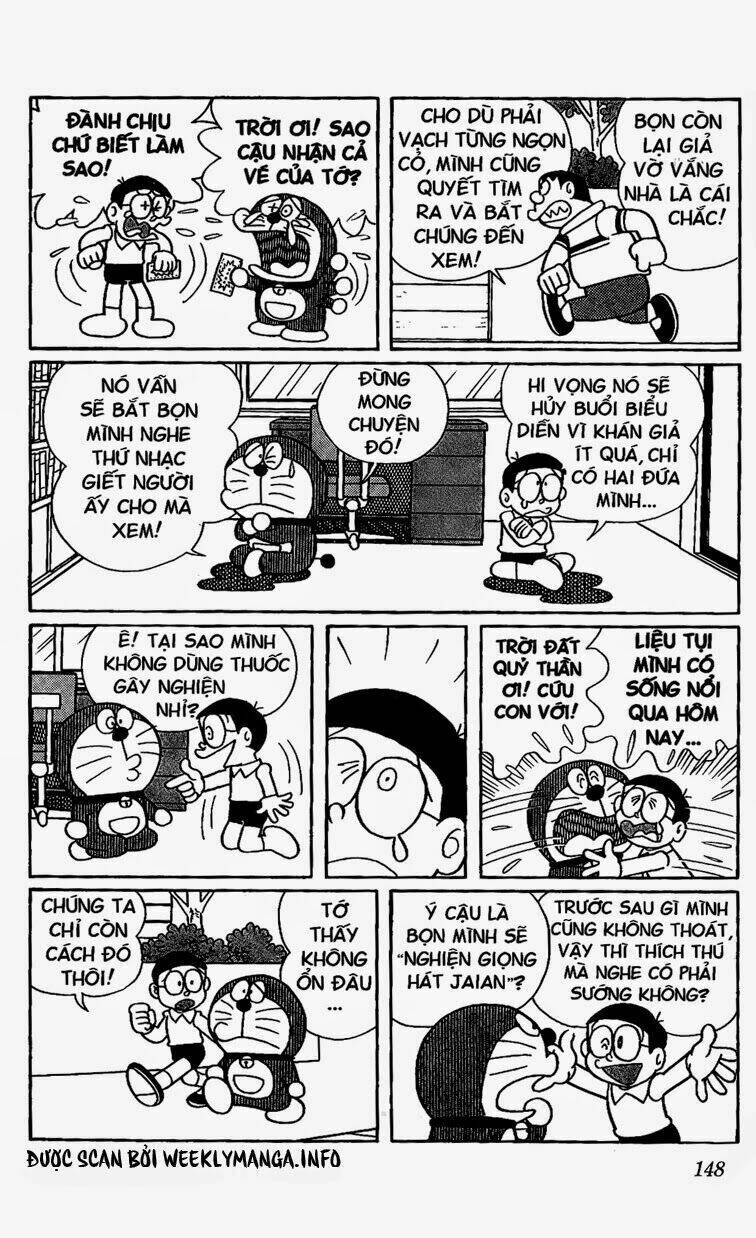 BỌN CÒN
LẠI GIẢ
VỜ VẮNG
NHÀ LÀ CÁI
CHẮC!
CHO DÙ PHẢI
VẠCH TỪNG NGỌN
CỎ, MÌNH CŨNG
QUYẾT TÌM
RA VÀ BẮT
CHÚNG ĐẾN
XEM!
TRỜI ƠI! SAO
CẬU NHẬN CẢ
VÉ CỦA TỚ?
ĐÀNH CHỊU
CHỨ BIẾT LÀM
SAO!
HI VỌNG NÓ SẼ
HỦY BUỔI BIỂU
DIỄN VÌ KHÁN GIẢ
ÍT QUÁ, CHỈ
CÓ HAI ĐỨA
MÌNH...
ĐỪNG
MONG
CHUYỆN
ĐÓ!
NÓ VẪN
SẼ BẮT BỌN
MÌNH NGHE
THỨ NHẠC
GIẾT NGƯỜI
ẤY CHO MÀ
XEM!
LIỆU TỤI
MÌNH CÓ
SỐNG NỔI
QUA HÔM
NAY...
TRỜI ĐẤT
QUỶ THẦN
ƠI! CỨU
CON VỚI!
Ê! TẠI SAO MÌNH
KHÔNG DÙNG THUỐC
GÂY NGHIỆN
NHỈ?
TRƯỚC SAU GÌ MÌNH
CŨNG KHÔNG THOÁT,
VẬY THÌ THÍCH THÚ
MÀ NGHE CÓ PHẢI
SƯỚNG KHÔNG?
Ý CẬU LÀ
BỌN MÌNH SẼ
“NGHIỆN GIỌNG
HÁT JAIAN”?
TỚ
THẤY
KHÔNG
ỔN ĐÂU
...
CHÚNG TA
CHỈ CÒN
CÁCH ĐÓ
THÔI!
ĐƯỢC SCAN BỞI WEEKLYMANGA.INFO
148